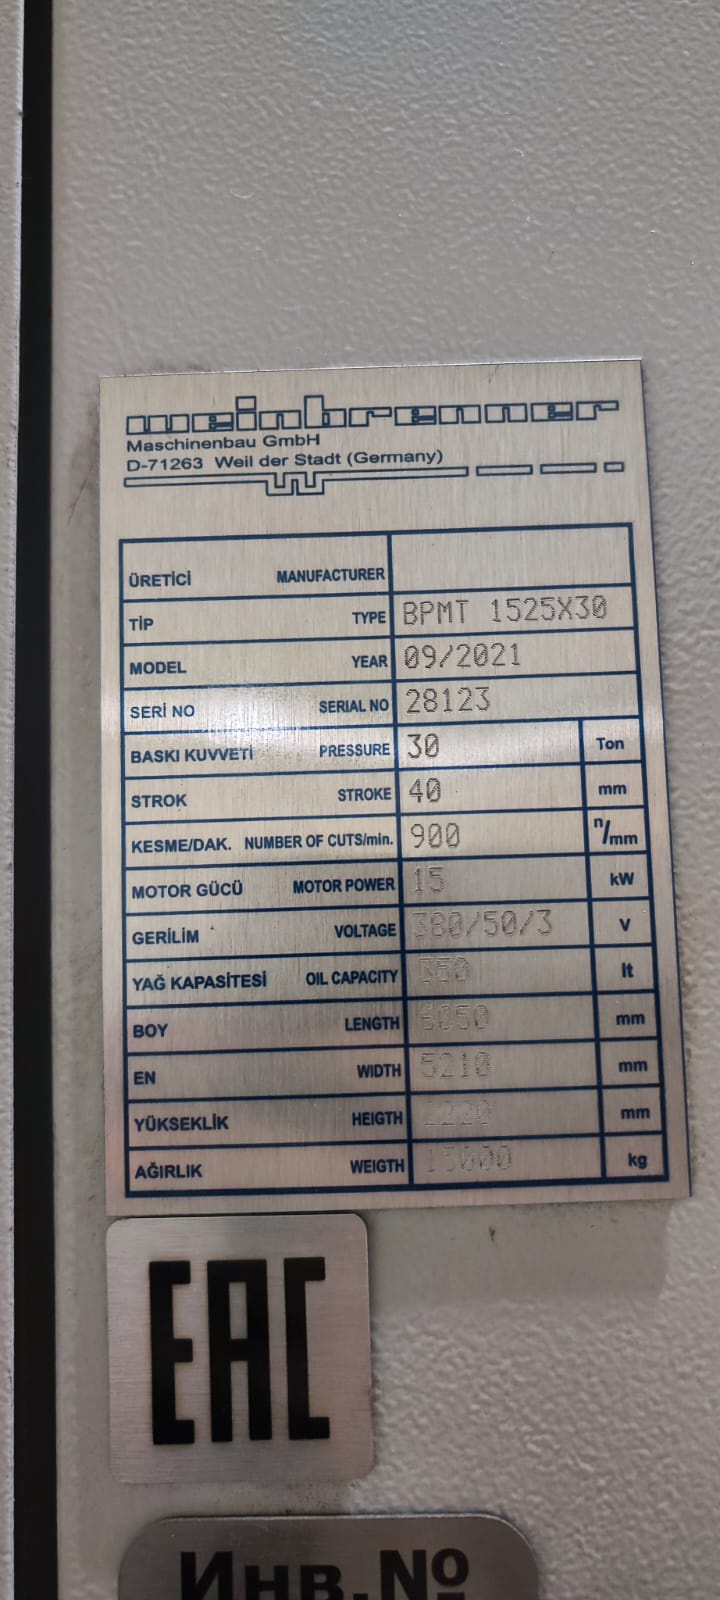 meinbrenner
Maschinenbau GmbH
D-71263 Weil der Stadt (Germany)
ÜRETİCİ MANUFACTURER
TİP TYPE BPMT 1525X30
MODEL YEAR 09/2021
SERİ NO SERIAL NO 28123
BASKI KUVVETİ PRESSURE 30 Ton
STROK STROKE 40 mm
KESME/DAK. NUMBER OF CUTS/min. 900 n/mm
MOTOR GÜCÜ MOTOR POWER 15 kW
GERİLİM VOLTAGE 380/50/3 V
YAĞ KAPASİTESİ OIL CAPACITY lt
BOY LENGTH mm
EN WIDTH 5210 mm
YÜKSEKLİK HEIGTH mm
AĞIRLIK WEIGTH kg
EAC
Инв.№